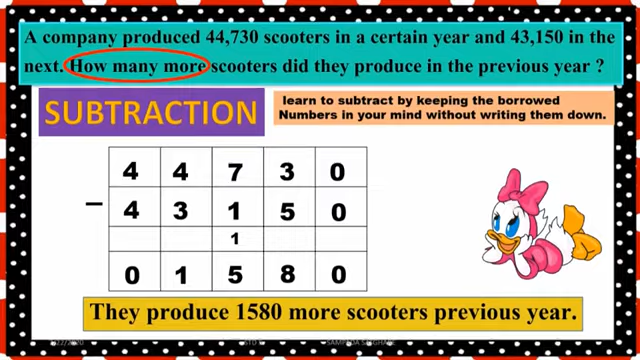 A company produced 44,730 scooters in a certain year and 43,150 in the
next. How many more scooters did they produce in the previous year ?
SUBTRACTION
learn to subtract by keeping the borrowed
Numbers in your mind without writing them down.
4 4 7 3 0
– 4 3 1 5 0
1
0 1 5 8 0
They produce 1580 more scooters previous year.